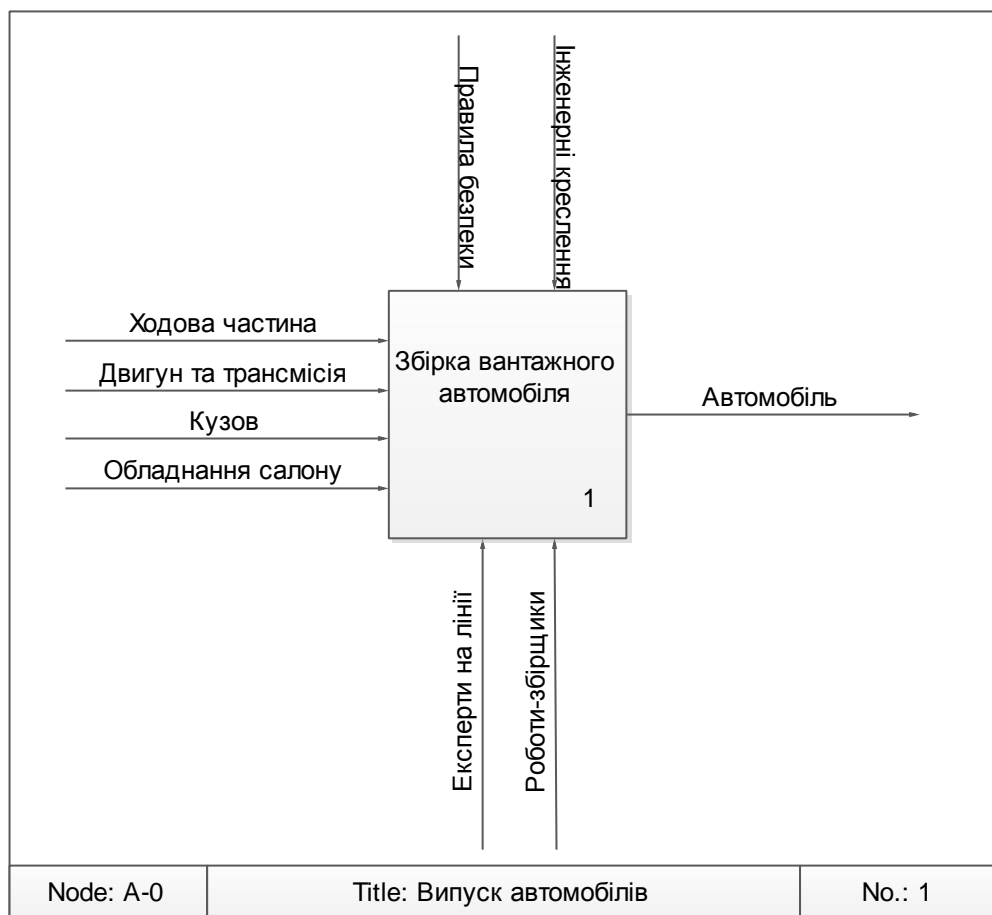 Правила безпеки
Інженерні креслення
Ходова частина
Двигун та трансмісія
Кузов
Обладнання салону
Збірка вантажного
автомобіля
1
Автомобіль
Експерти на лінії
Роботи-збірщики
Node: A-0
Title: Випуск автомобілів
No.: 1